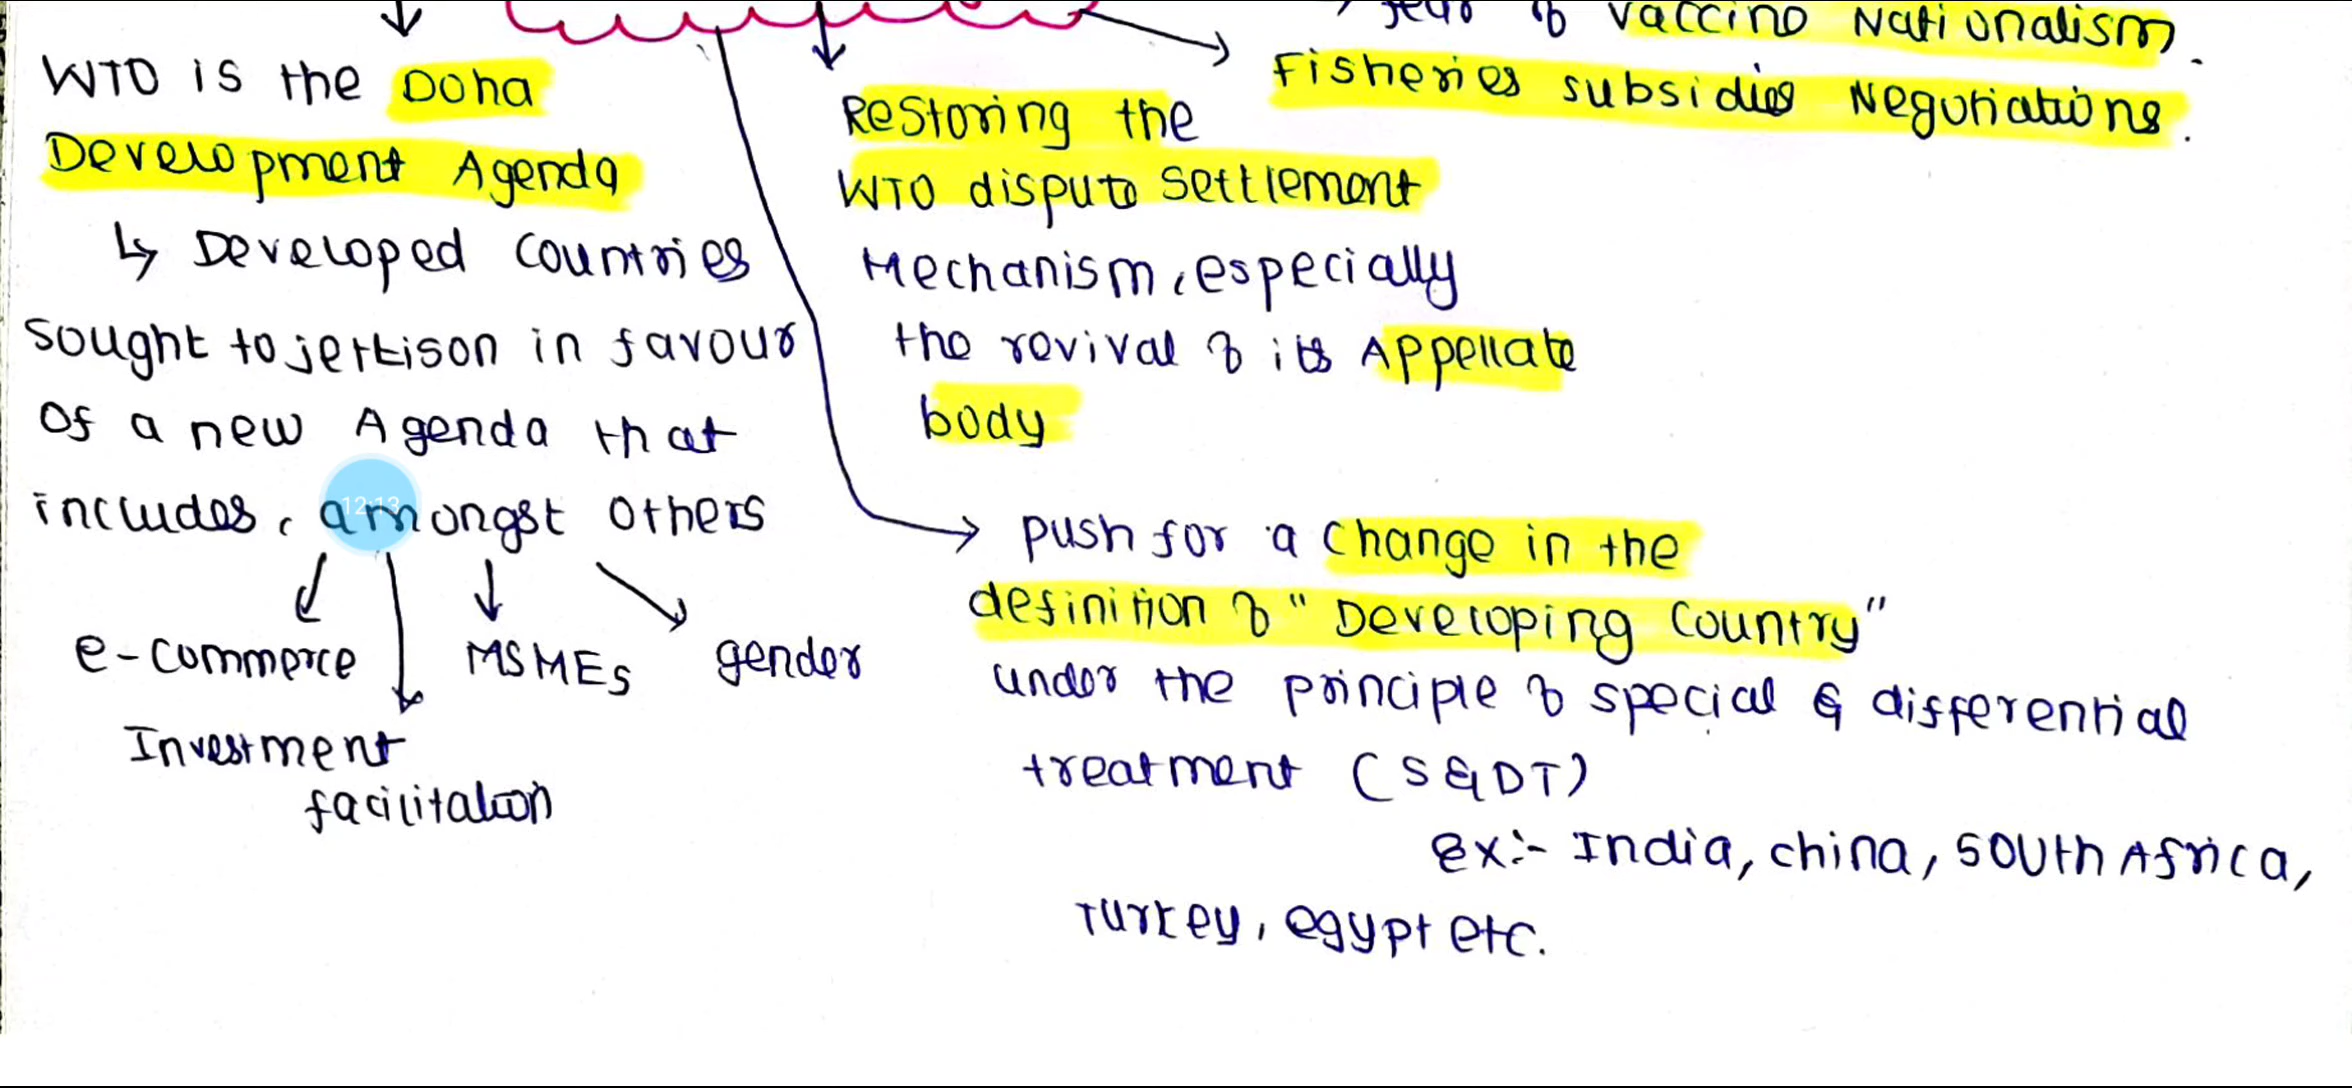 of vaccine Nationalism.
Fisheries subsidies Negotiations.
WTO is the Doha
Development Agenda
↳ Developed countries
sought to jettison in favour
of a new Agenda that
includes, amongst others
12:13
e-commerce
MSMEs
gender
Investment
facilitation
Restoring the
WTO dispute settlement
Mechanism, especially
the revival of its Appellate
body
push for a change in the
definition of "Developing Country"
under the principle of special & differential
treatment (S&DT)
ex:- India, china, South Africa,
Turkey, egypt etc.